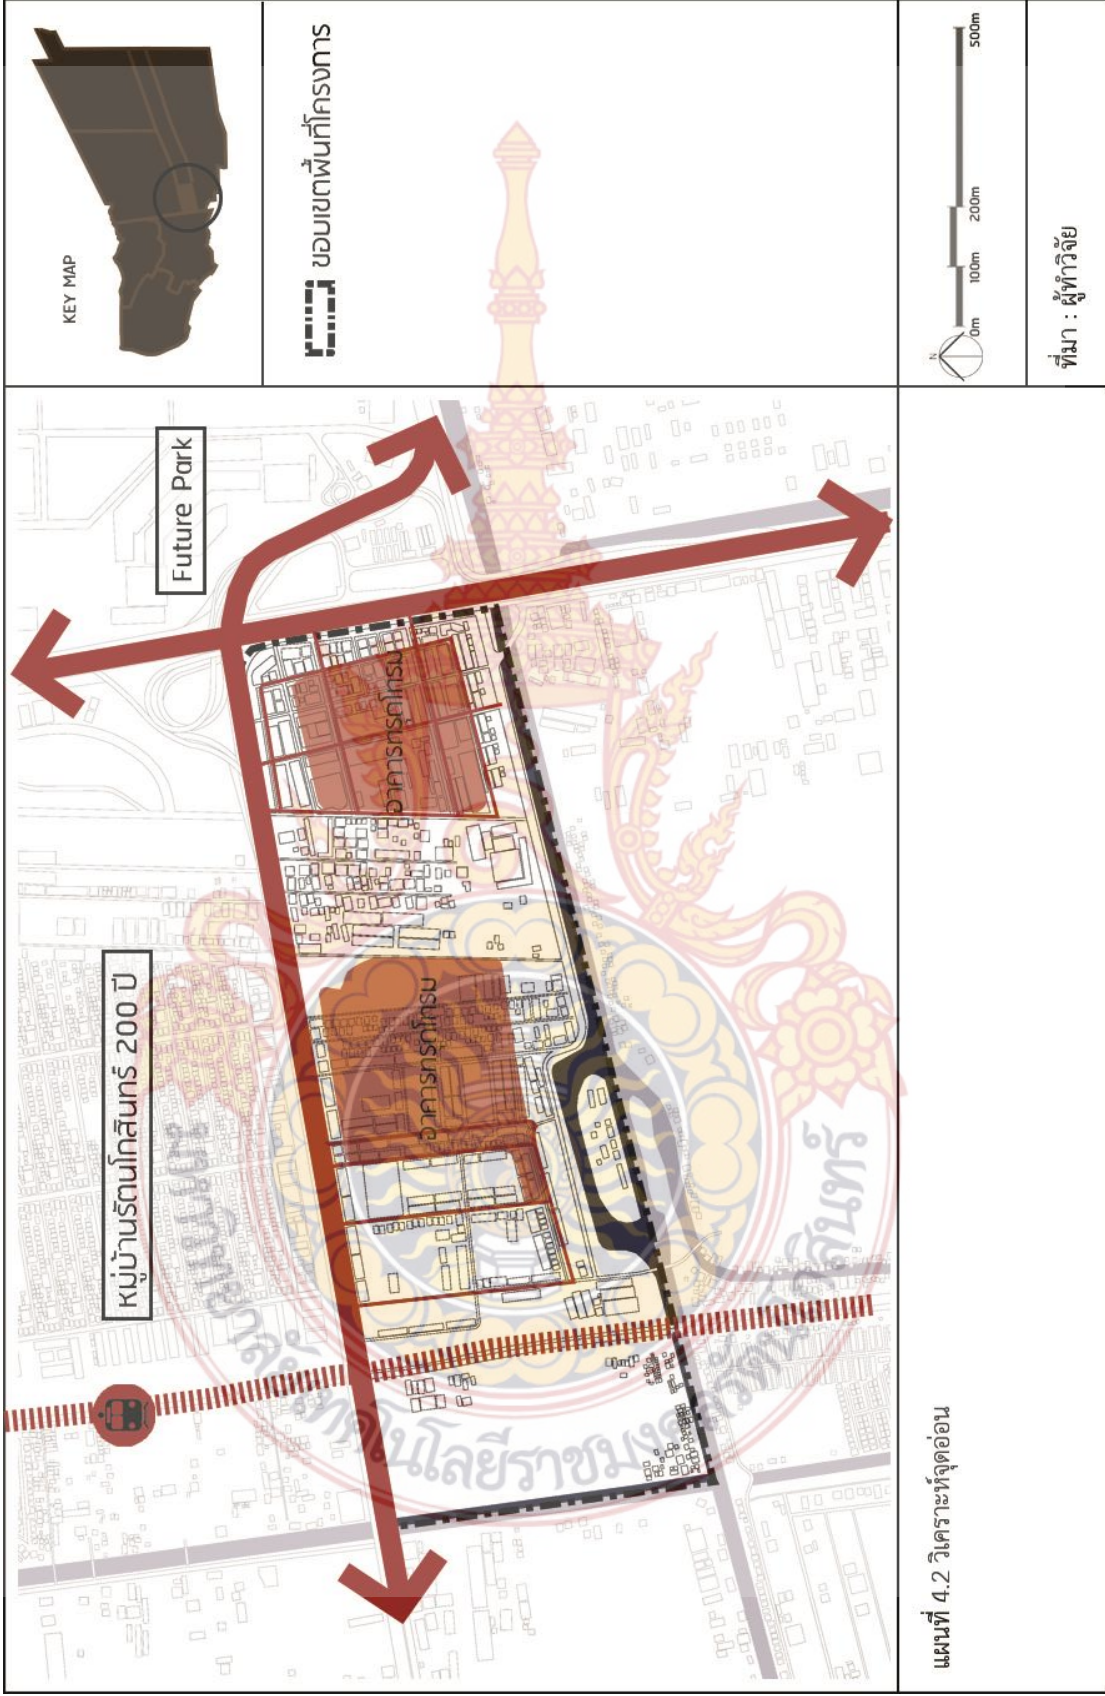 Future Park
หมู่บ้านรัตนโกสินทร์ 200 ปี
อาคารทรุดโทรม
อาคารทรุดโทรม
KEY MAP
ขอบเขตพื้นที่โครงการ
N
0m 100m 200m 500m
แผนที่ 4.2 วิเคราะห์จุดอ่อน
ที่มา : ผู้ทำวิจัย